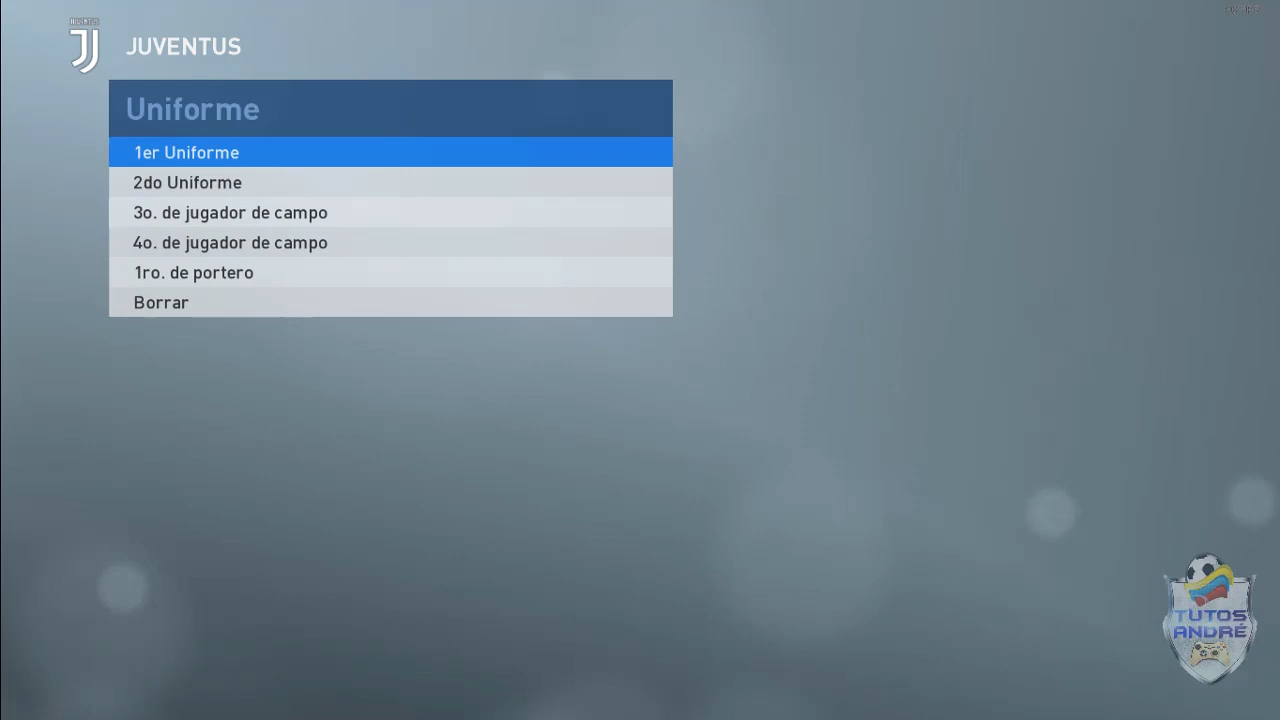 JUVENTUS
JUVENTUS
Uniforme
1er Uniforme
2do Uniforme
3o. de jugador de campo
4o. de jugador de campo
1ro. de portero
Borrar
TUTOS
ANDRÉ